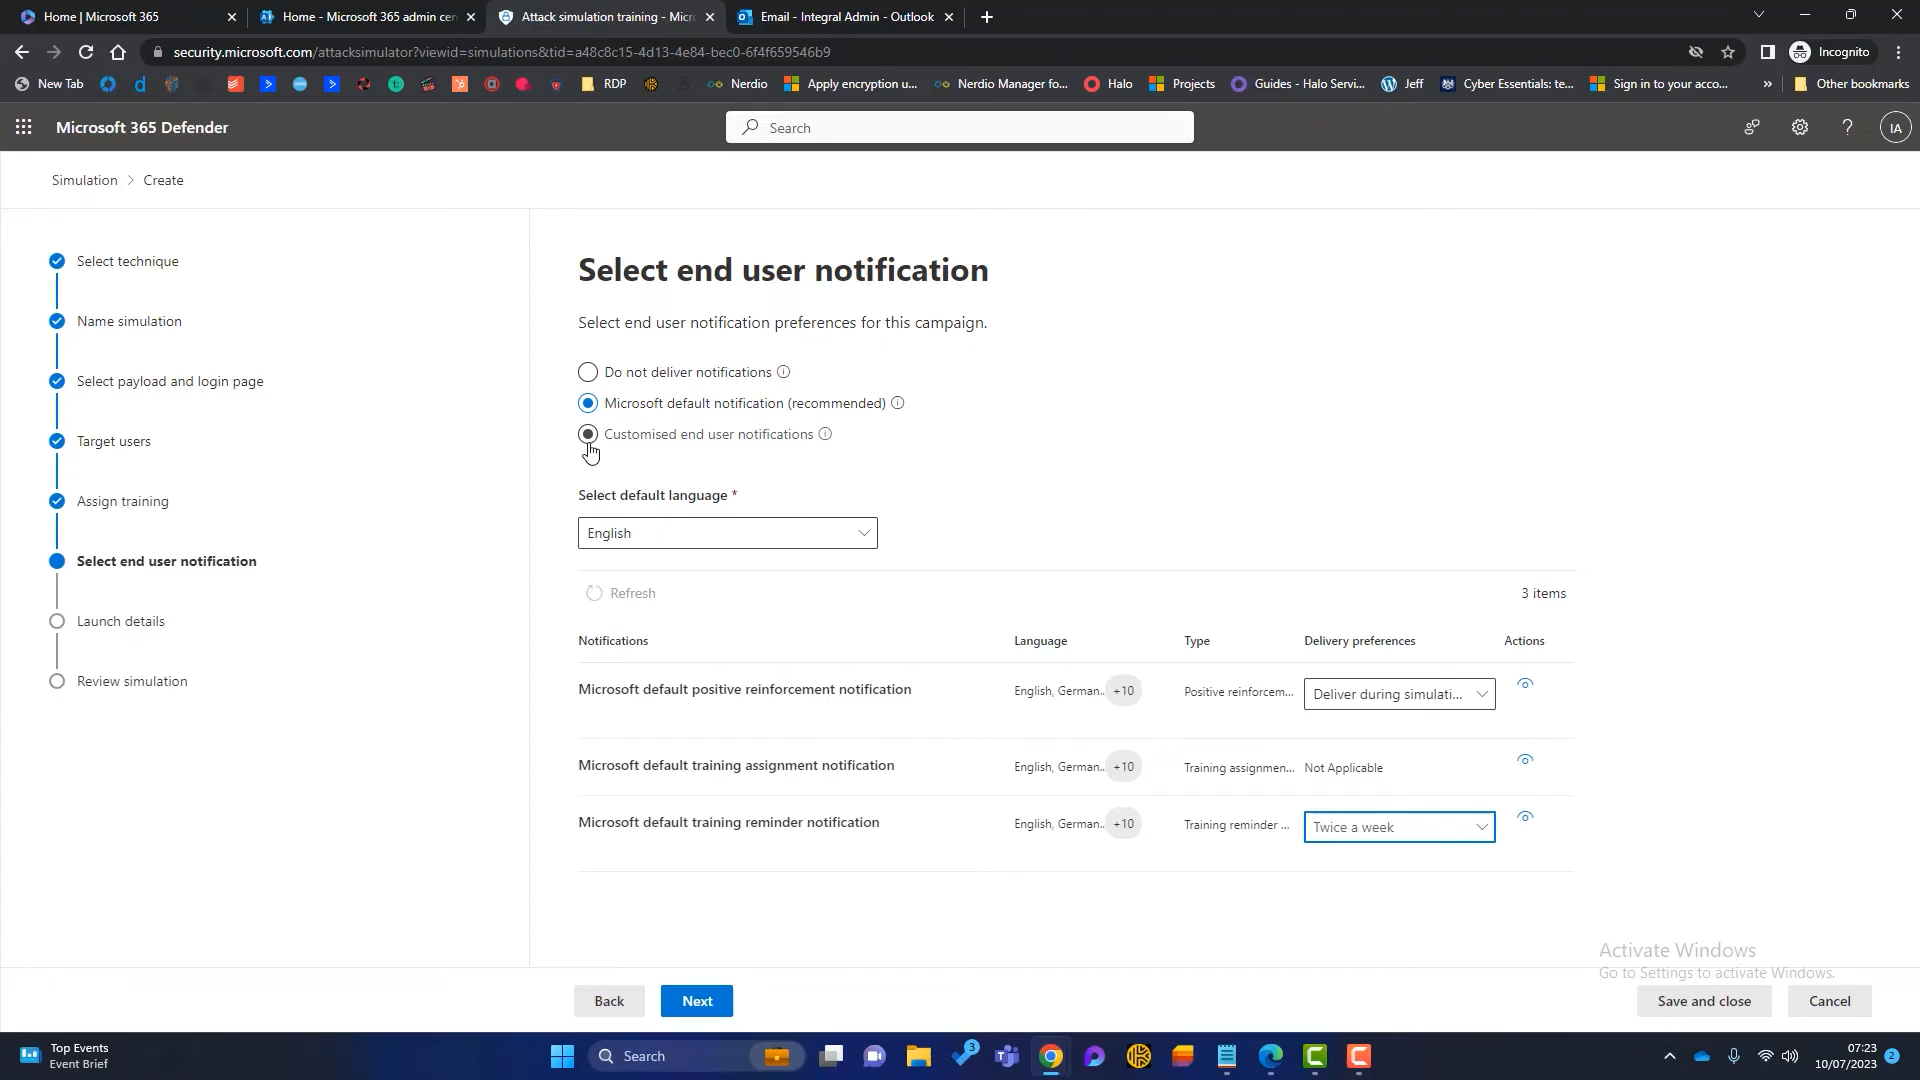 Home | Microsoft 365
Home - Microsoft 365 admin cen
Attack simulation training - Micro
Email - Integral Admin - Outlook
security.microsoft.com/attacksimulator?viewid=simulations&tid=a48c8c15-4d13-4e84-bec0-6f4f659546b9
Incognito
New Tab
RDP
Nerdio
Apply encryption u...
Nerdio Manager fo...
Halo
Projects
Guides - Halo Servi...
Jeff
Cyber Essentials: te...
Sign in to your acco...
Other bookmarks
Microsoft 365 Defender
Search
IA
Simulation > Create
Select technique
Name simulation
Select payload and login page
Target users
Assign training
Select end user notification
Launch details
Review simulation
Select end user notification
Select end user notification preferences for this campaign.
Do not deliver notifications
Microsoft default notification (recommended)
Customised end user notifications
Select default language *
English
Refresh
3 items
Notifications Language Type Delivery preferences Actions
Microsoft default positive reinforcement notification English, German.. +10 Positive reinforcem... Deliver during simulati...
Microsoft default training assignment notification English, German.. +10 Training assignmen... Not Applicable
Microsoft default training reminder notification English, German.. +10 Training reminder ... Twice a week
Activate Windows
Go to Settings to activate Windows.
Back
Next
Save and close
Cancel
Top Events
Event Brief
Search
3
07:23
10/07/2023
2